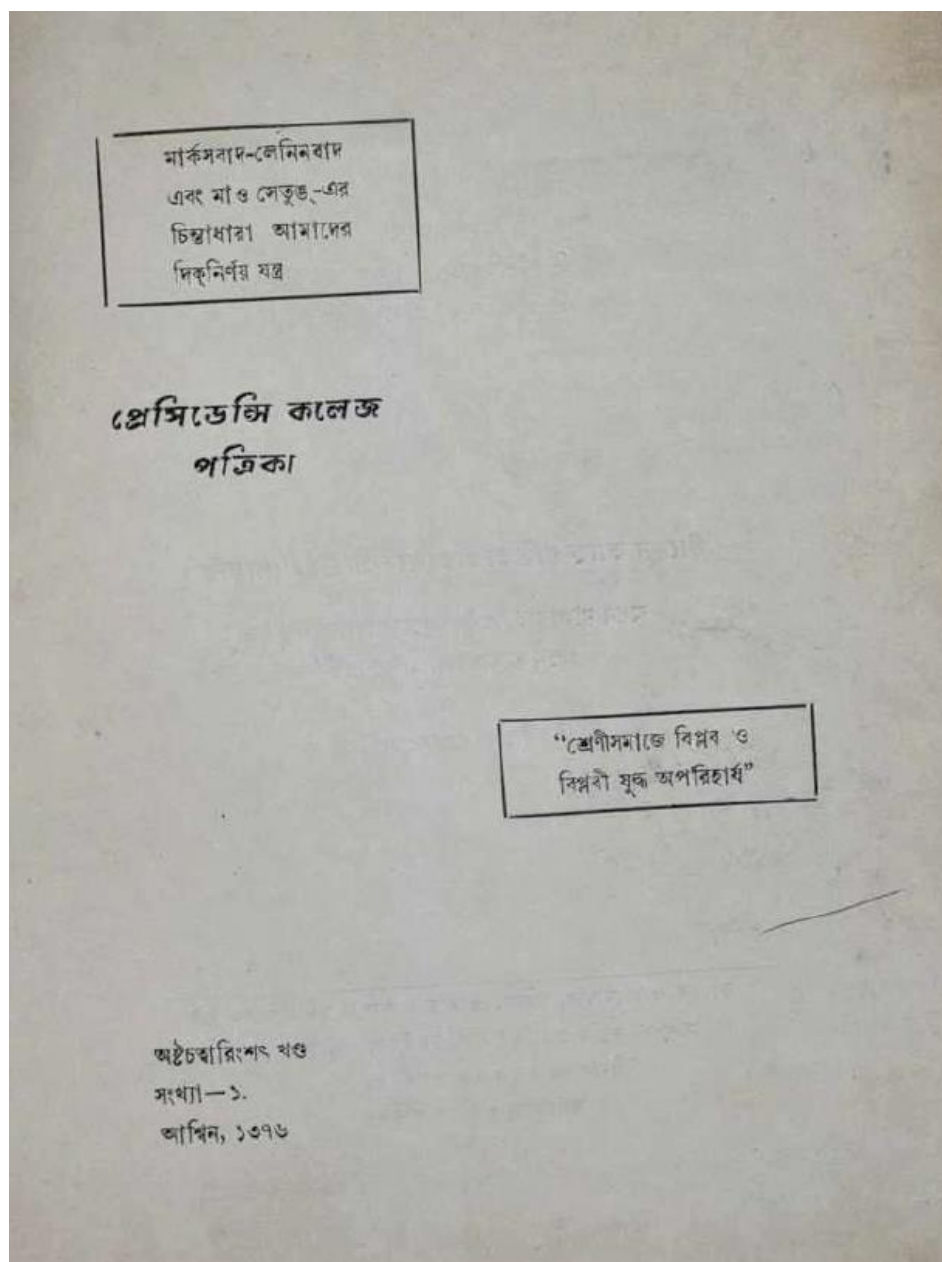 মার্কসবাদ-লেনিনবাদ
এবং মাও সেতুঙ্-এর
চিন্তাধারা আমাদের
দিক্‌নির্ণয় যন্ত্র
প্রেসিডেন্সি কলেজ
পত্রিকা
“শ্রেণীসমাজে বিপ্লব ও
বিপ্লবী যুদ্ধ অপরিহার্য”
অষ্টচত্বারিংশৎ খণ্ড
সংখ্যা—১.
আশ্বিন, ১৩৭৬